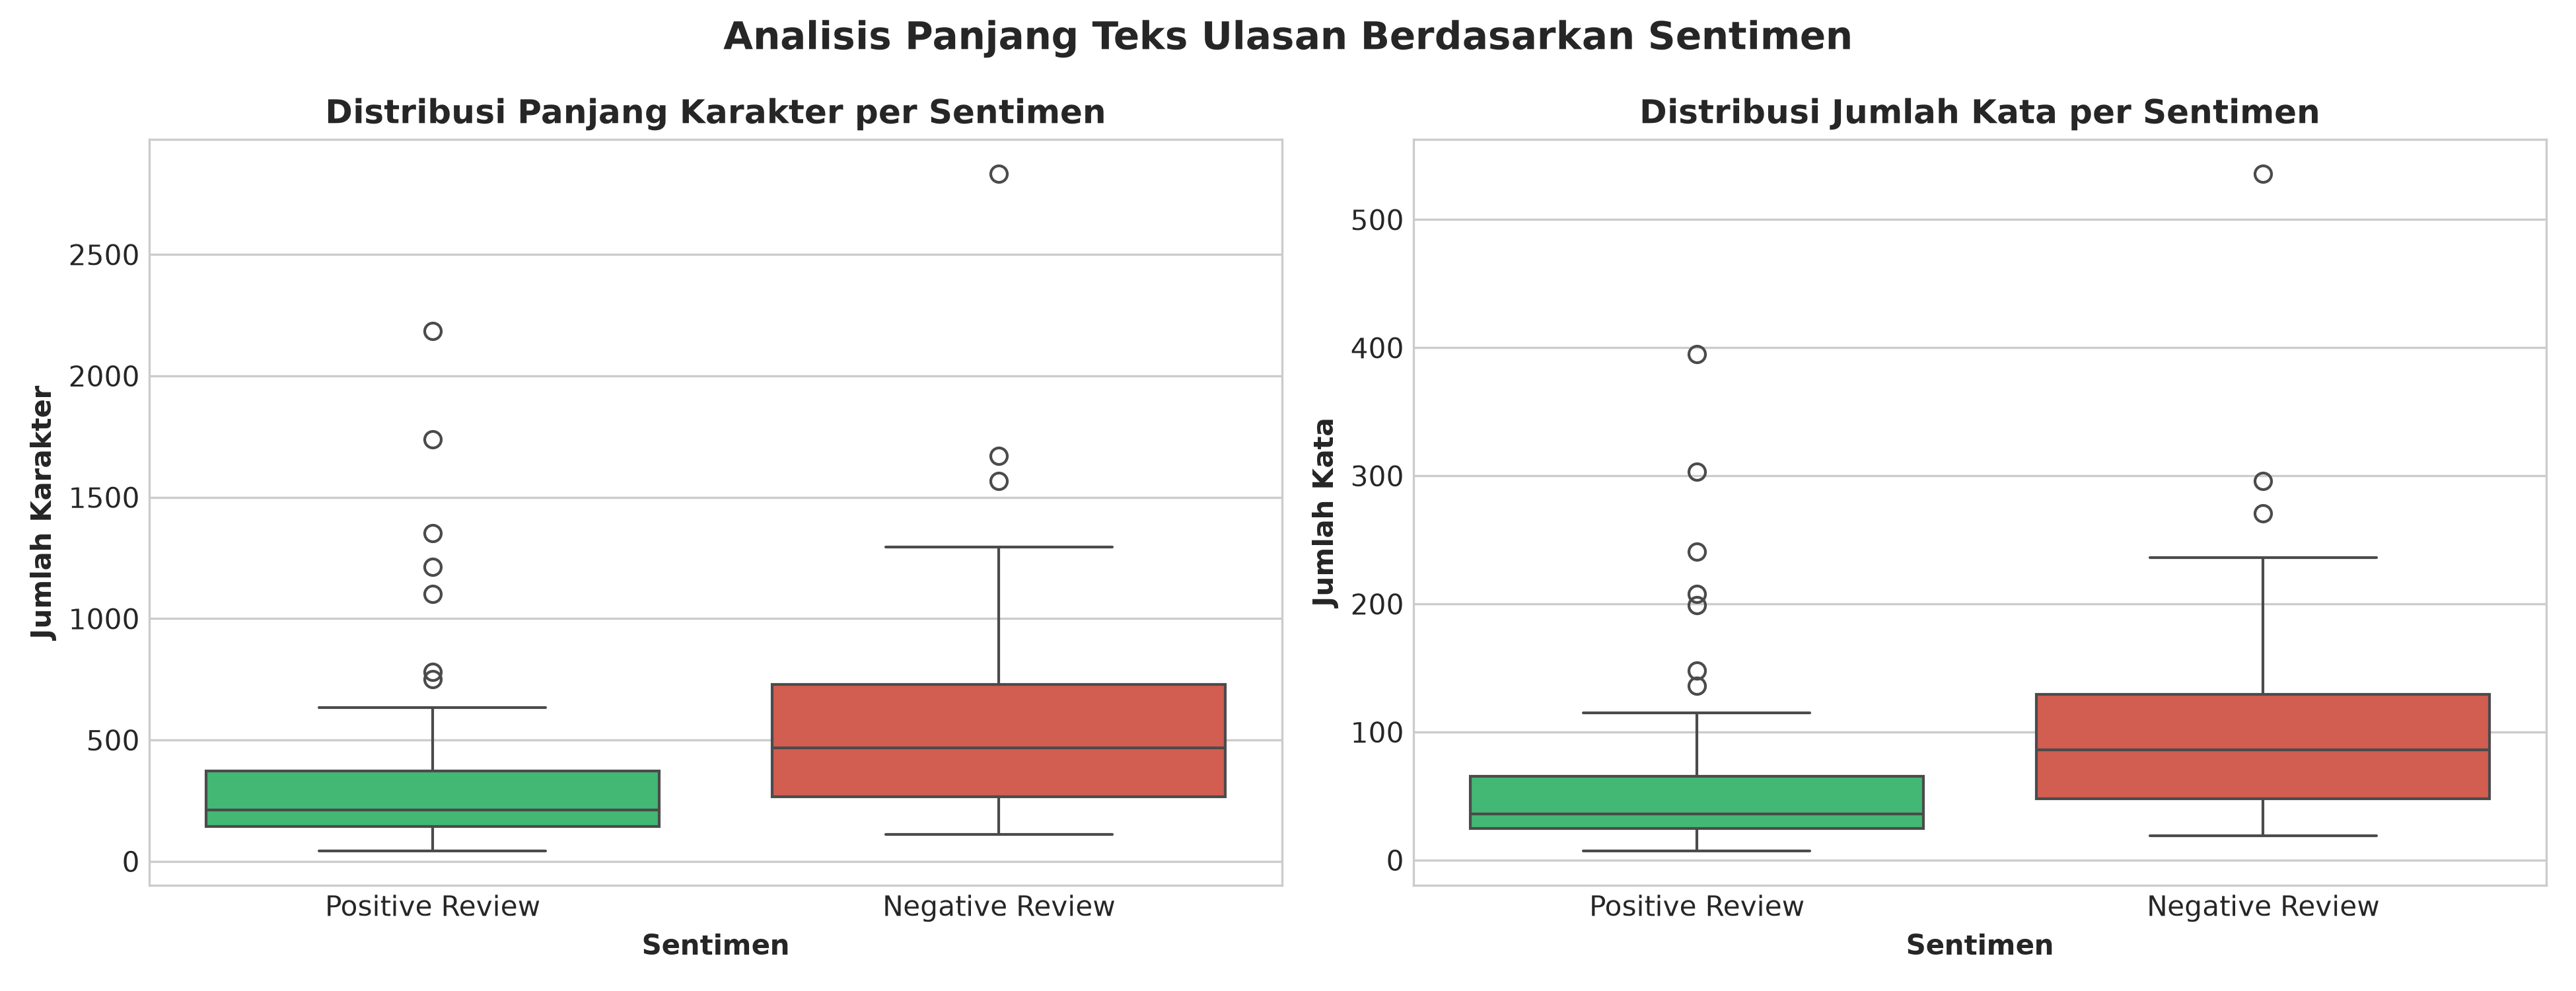 Analisis Panjang Teks Ulasan Berdasarkan Sentimen
Distribusi Panjang Karakter per Sentimen
Jumlah Karakter
2500
2000
1500
1000
500
0
Positive Review
Negative Review
Sentimen
Distribusi Jumlah Kata per Sentimen
Jumlah Kata
500
400
300
200
100
0
Positive Review
Negative Review
Sentimen